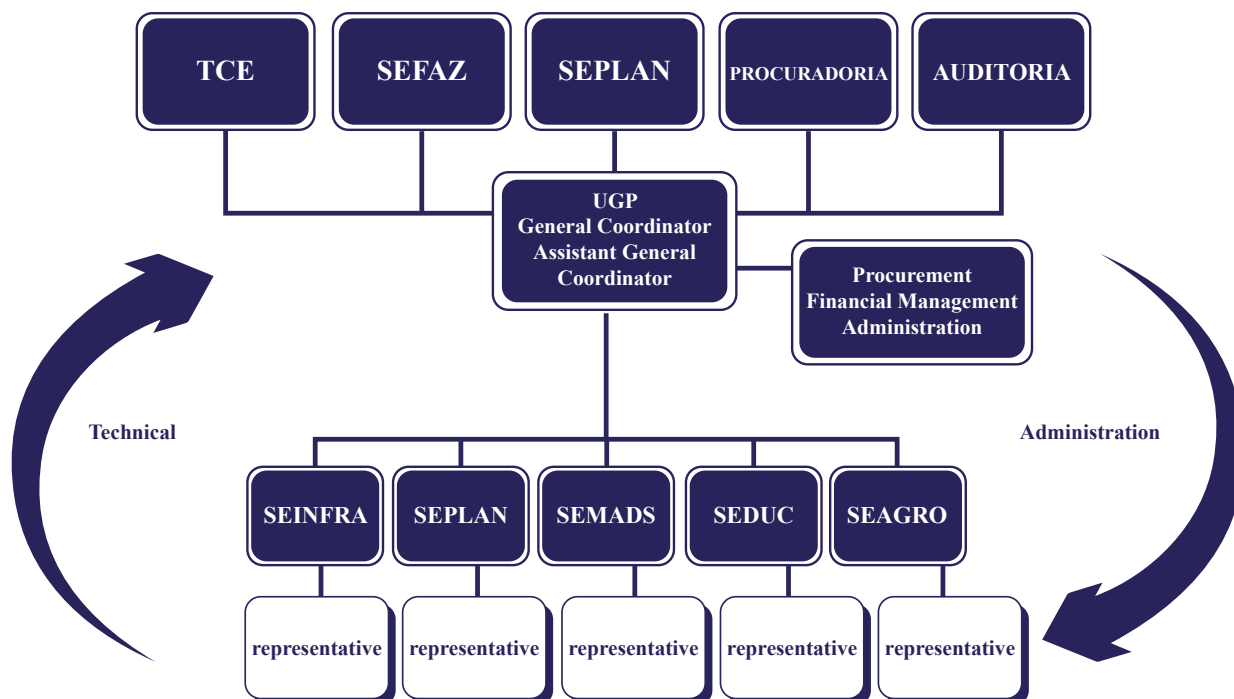 TCE
SEFAZ
SEPLAN
PROCURADORIA
AUDITORIA
UGP
General Coordinator
Assistant General
Coordinator
Procurement
Financial Management
Administration
Technical
Administration
SEINFRA
SEPLAN
SEMADS
SEDUC
SEAGRO
representative
representative
representative
representative
representative